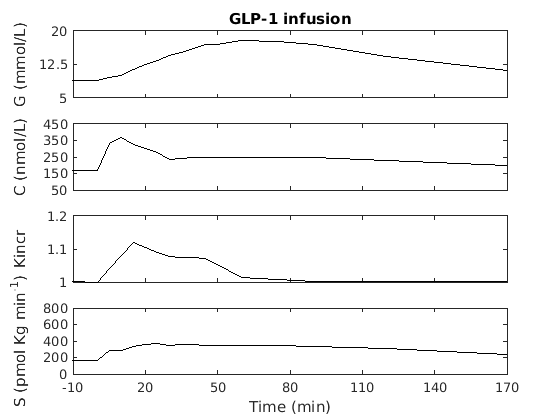 GLP-1 infusion
G (mmol/L)
20
12.5
5
C (nmol/L)
450
350
250
150
50
Kincr
1.2
1.1
1
S (pmol Kg min⁻¹)
800
600
400
200
0
-10 20 50 80 110 140 170
Time (min)